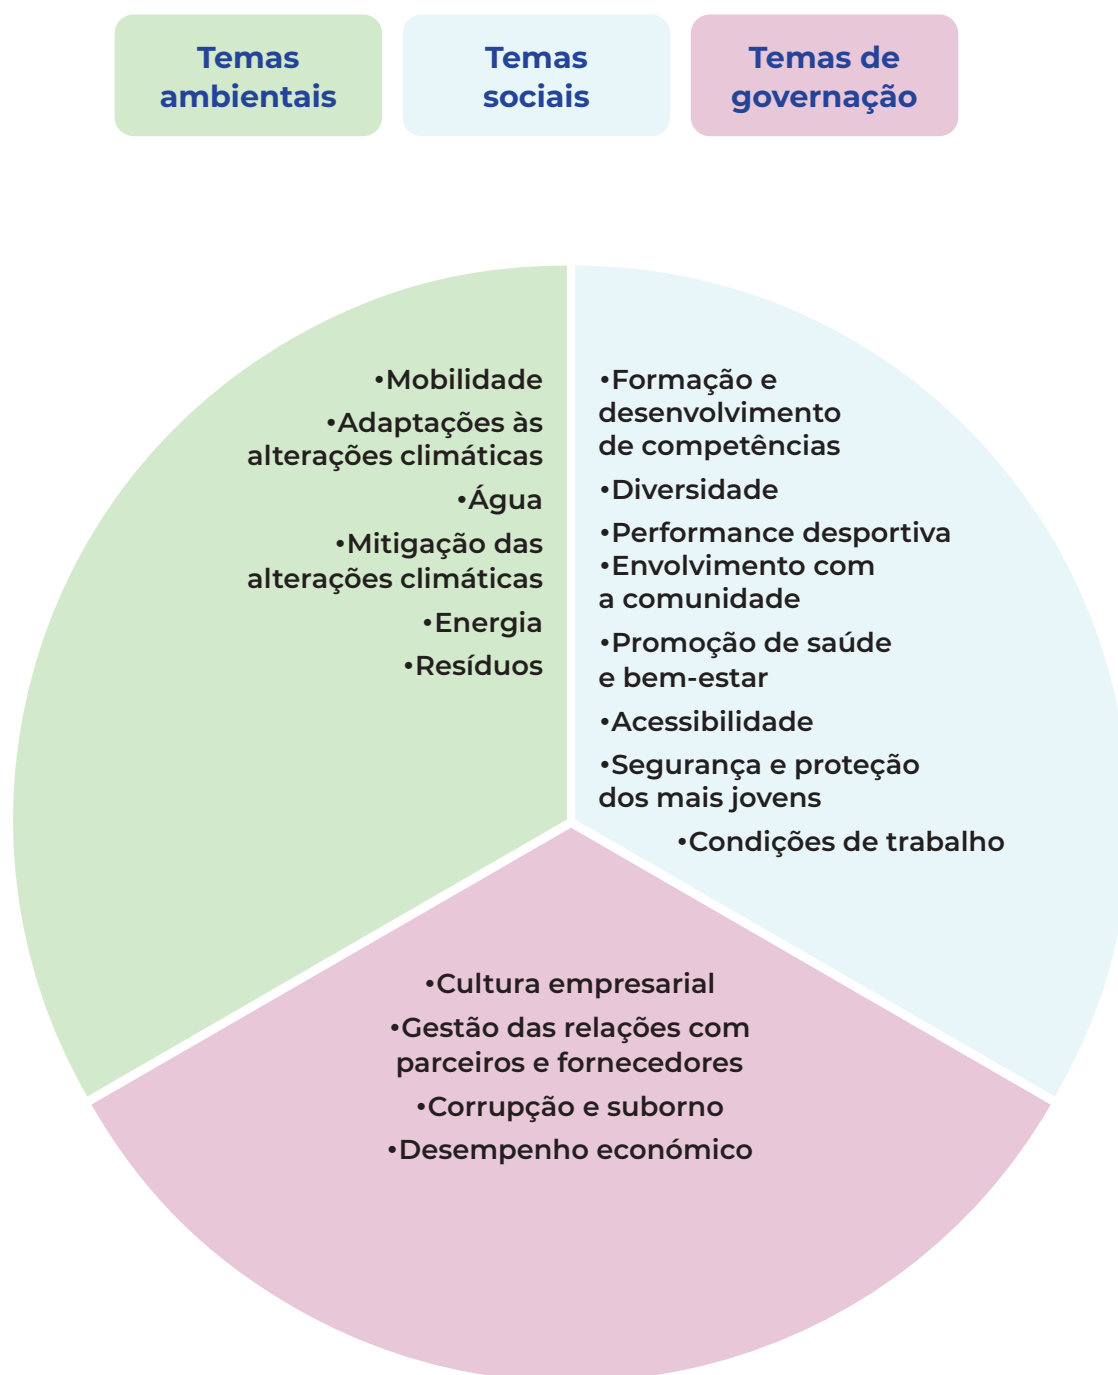 Temas
ambientais
Temas
sociais
Temas de
governação
•Mobilidade
•Adaptações às
alterações climáticas
•Água
•Mitigação das
alterações climáticas
•Energia
•Resíduos
•Formação e
desenvolvimento
de competências
•Diversidade
•Performance desportiva
•Envolvimento com
a comunidade
•Promoção de saúde
e bem-estar
•Acessibilidade
•Segurança e proteção
dos mais jovens
•Condições de trabalho
•Cultura empresarial
•Gestão das relações com
parceiros e fornecedores
•Corrupção e suborno
•Desempenho económico